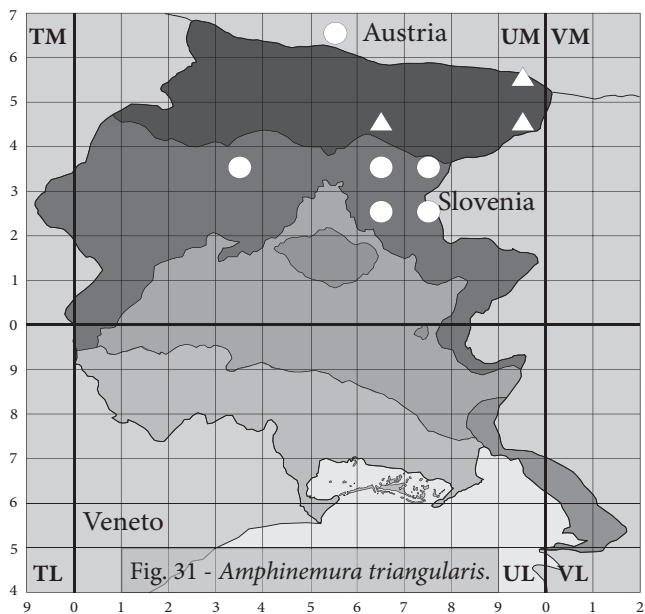 7
TM
Austria
UM VM
6
5
4
3
Slovenia
2
1
0
9
8
7
6
Veneto
5
TL
Fig. 31 - Amphinemura triangularis.
UL VL
4
9 0 1 2 3 4 5 6 7 8 9 0 1 2